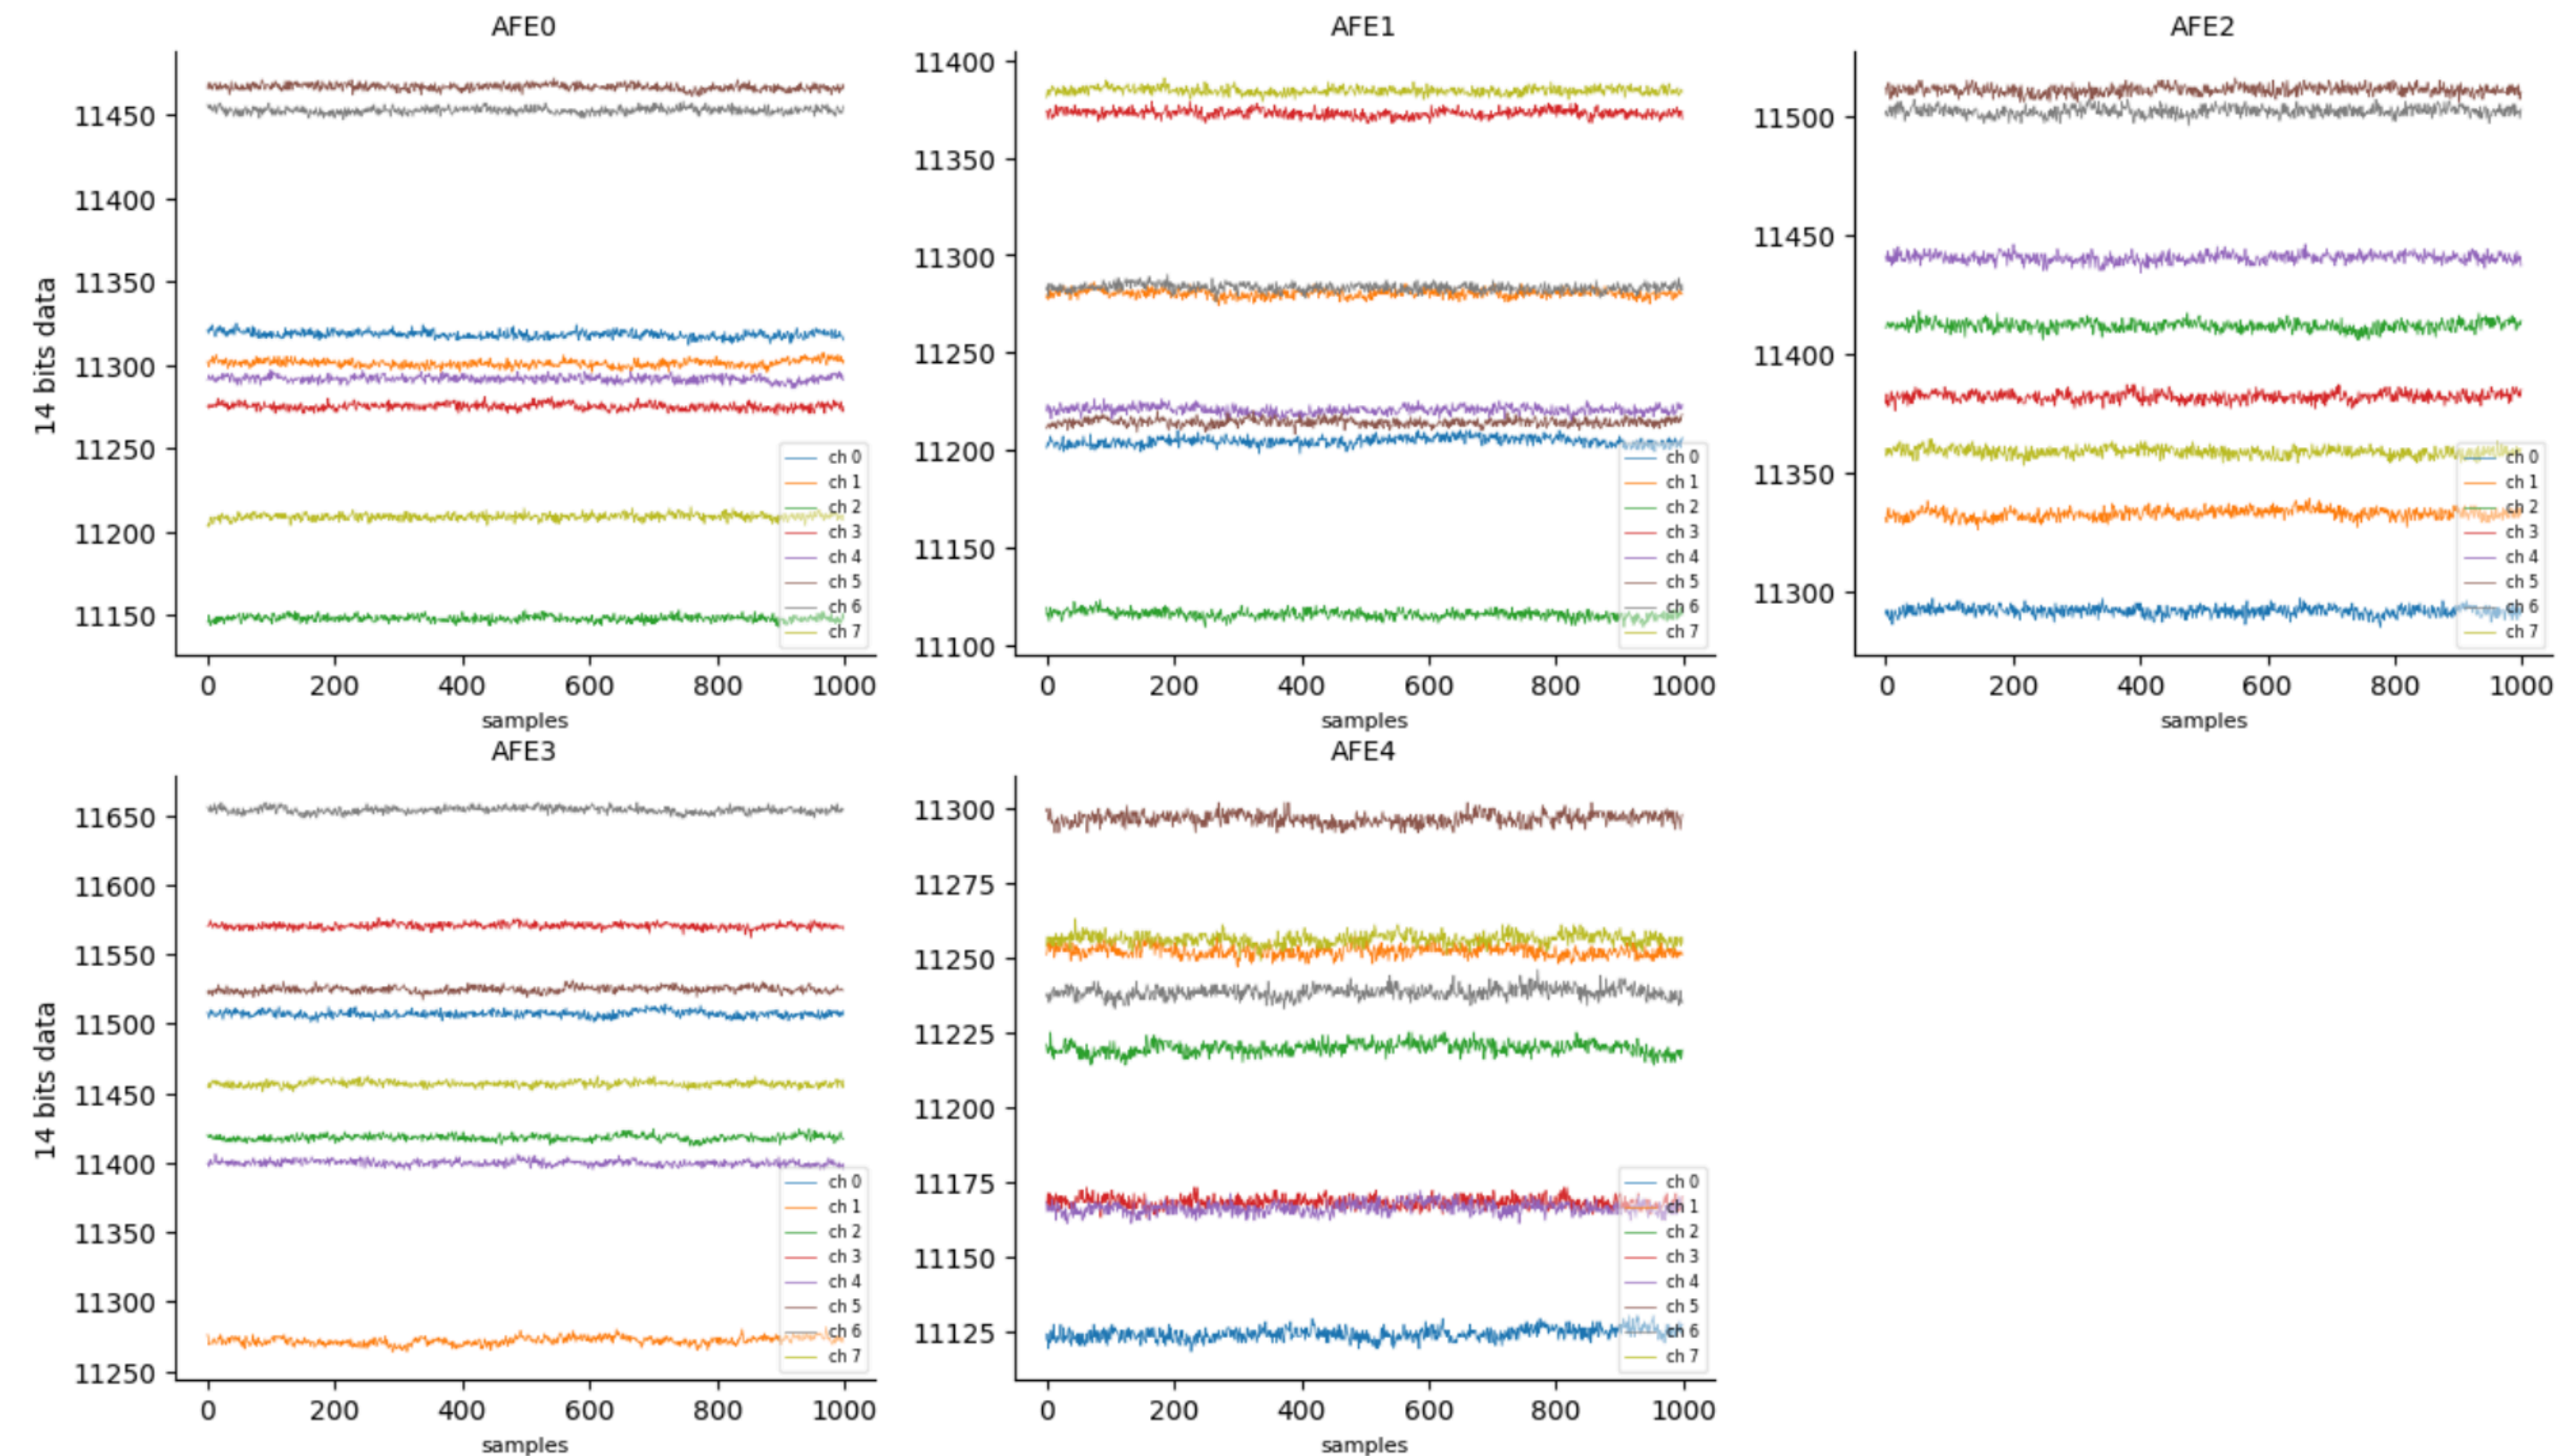 AFE0
14 bits data
11450
11400
11350
11300
11250
11200
11150
0 200 400 600 800 1000
samples
ch 0
ch 1
ch 2
ch 3
ch 4
ch 5
ch 6
ch 7
AFE1
11400
11350
11300
11250
11200
11150
11100
0 200 400 600 800 1000
samples
ch 0
ch 1
ch 2
ch 3
ch 4
ch 5
ch 6
ch 7
AFE2
11500
11450
11400
11350
11300
0 200 400 600 800 1000
samples
ch 0
ch 1
ch 2
ch 3
ch 4
ch 5
ch 6
ch 7
AFE3
14 bits data
11650
11600
11550
11500
11450
11400
11350
11300
11250
0 200 400 600 800 1000
samples
ch 0
ch 1
ch 2
ch 3
ch 4
ch 5
ch 6
ch 7
AFE4
11300
11275
11250
11225
11200
11175
11150
11125
0 200 400 600 800 1000
samples
ch 0
ch 1
ch 2
ch 3
ch 4
ch 5
ch 6
ch 7